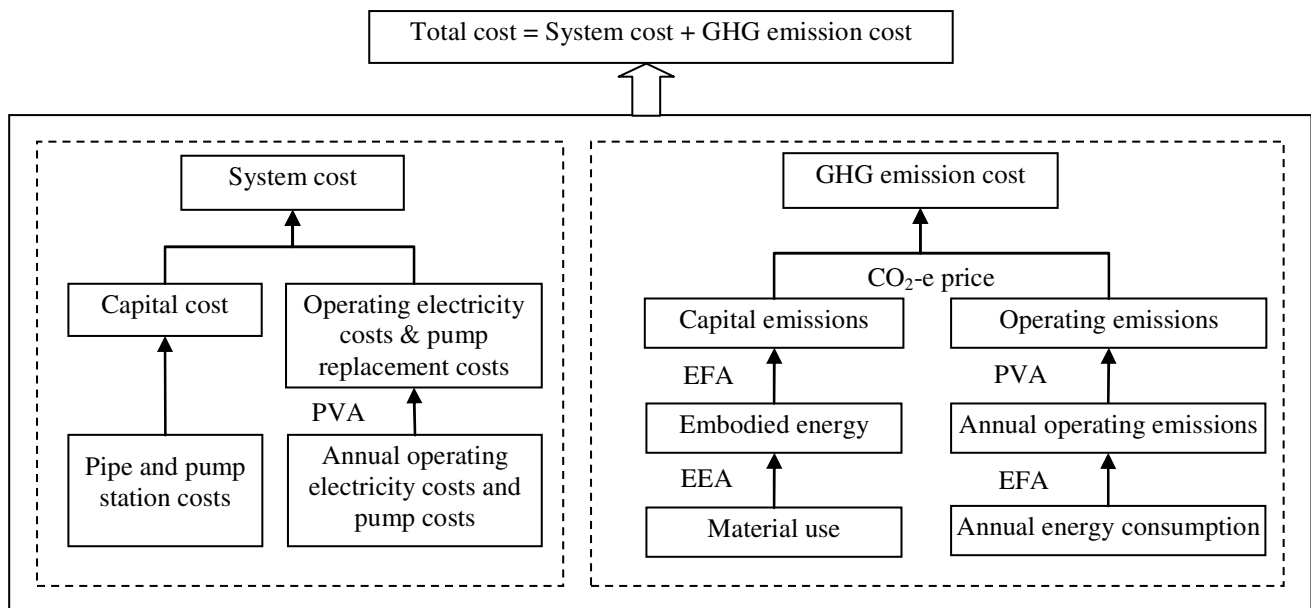 Total cost = System cost + GHG emission cost
System cost
Capital cost
Operating electricity
costs & pump
replacement costs
PVA
Pipe and pump
station costs
Annual operating
electricity costs and
pump costs
GHG emission cost
CO₂-e price
Capital emissions
Operating emissions
EFA
PVA
Embodied energy
Annual operating emissions
EEA
EFA
Material use
Annual energy consumption